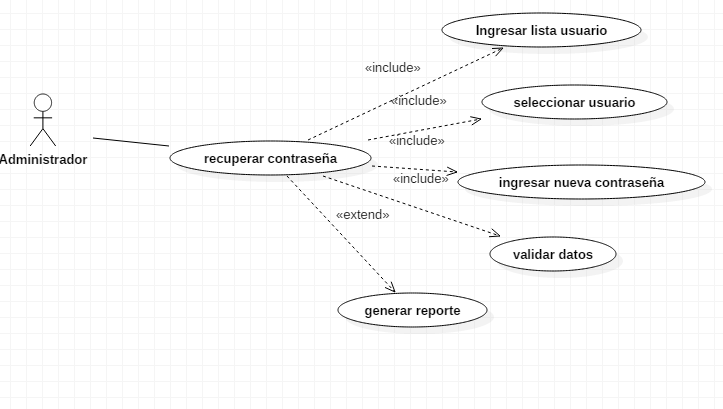 Ingresar lista usuario
«include»
«include»
seleccionar usuario
«include»
Administrador
recuperar contraseña
«include»
ingresar nueva contraseña
«extend»
validar datos
generar reporte